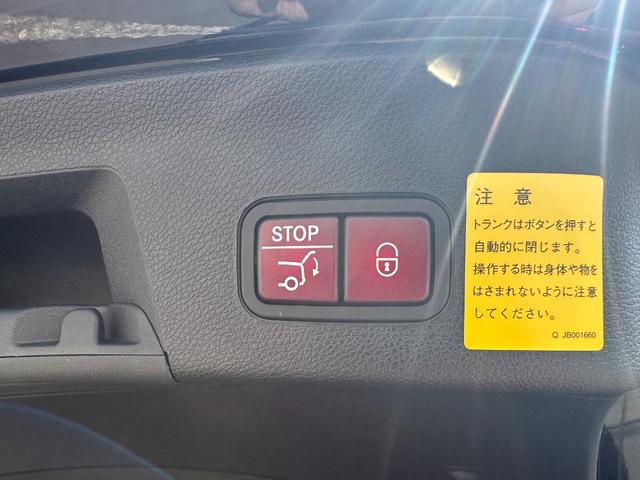 STOP
注 意
トランクはボタンを押すと
自動的に閉じます。
操作する時は身体や物を
はさまれないように注意
してください。
Q JB001660